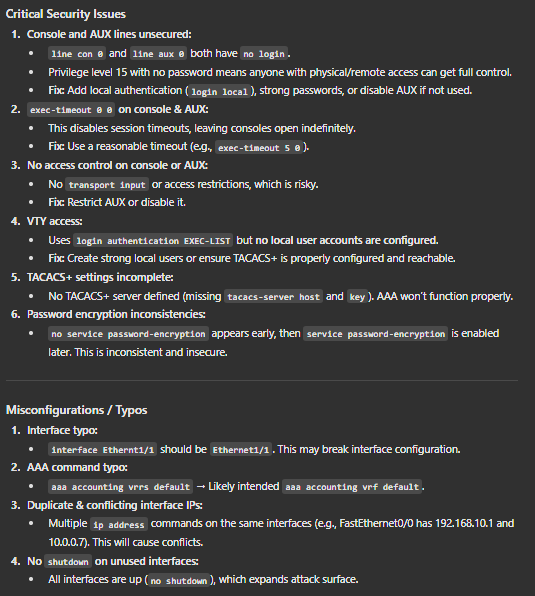 Critical Security Issues
1. Console and AUX lines unsecured:
• line con 0 and line aux 0 both have no login.
• Privilege level 15 with no password means anyone with physical/remote access can get full control.
• Fix: Add local authentication (login local), strong passwords, or disable AUX if not used.
2. exec-timeout 0 0 on console & AUX:
• This disables session timeouts, leaving consoles open indefinitely.
• Fix: Use a reasonable timeout (e.g., exec-timeout 5 0).
3. No access control on console or AUX:
• No transport input or access restrictions, which is risky.
• Fix: Restrict AUX or disable it.
4. VTY access:
• Uses login authentication EXEC-LIST but no local user accounts are configured.
• Fix: Create strong local users or ensure TACACS+ is properly configured and reachable.
5. TACACS+ settings incomplete:
• No TACACS+ server defined (missing tacacs-server host and key). AAA won't function properly.
6. Password encryption inconsistencies:
• no service password-encryption appears early, then service password-encryption is enabled
later. This is inconsistent and insecure.
Misconfigurations / Typos
1. Interface typo:
• interface Ethernt1/1 should be Ethernet1/1. This may break interface configuration.
2. AAA command typo:
• aaa accounting vrrs default → Likely intended aaa accounting vrf default.
3. Duplicate & conflicting interface IPs:
• Multiple ip address commands on the same interfaces (e.g., FastEthernet0/0 has 192.168.10.1 and
10.0.0.7). This will cause conflicts.
4. No shutdown on unused interfaces:
• All interfaces are up (no shutdown), which expands attack surface.